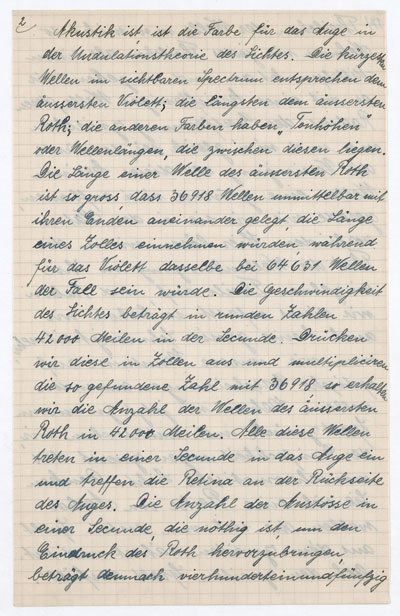 2
Akustik ist ist die Farbe für das Auge in
der Undulationstheorie des Lichtes. Die kürzesten
Wellen im sichtbaren Spectrum entsprechen dem
äussersten Violett; die längsten dem äussersten
Roth; die anderen Farben haben „Tonhöhen"
oder Wellenlängen, die zwischen diesen liegen.
Die Länge einer Welle des äussersten Roth
ist so gross, dass 36918 Wellen unmittelbar mit
ihren Enden aneinander gelegt, die Länge
eines Zolles einnehmen würden, während
für das Violett dasselbe bei 64631 Wellen
der Fall sein würde. Die Geschwindigkeit
des Lichtes beträgt in runden Zahlen
42000 Meilen in der Secunde. Drücken
wir diese in Zollen aus und multipliciren
die so gefundene Zahl mit 36918, so erhalten
wir die Anzahl der Wellen des äussersten
Roth in 42000 Meilen. Alle diese Wellen
treten in einer Secunde in das Auge ein
und treffen die Retina an der Rückseite
des Auges. Die Anzahl der Anstösse in
einer Secunde, die nöthig ist, um den
Eindruck des Roth hervorzubringen
beträgt demnach vierhunderteinundfünfzig